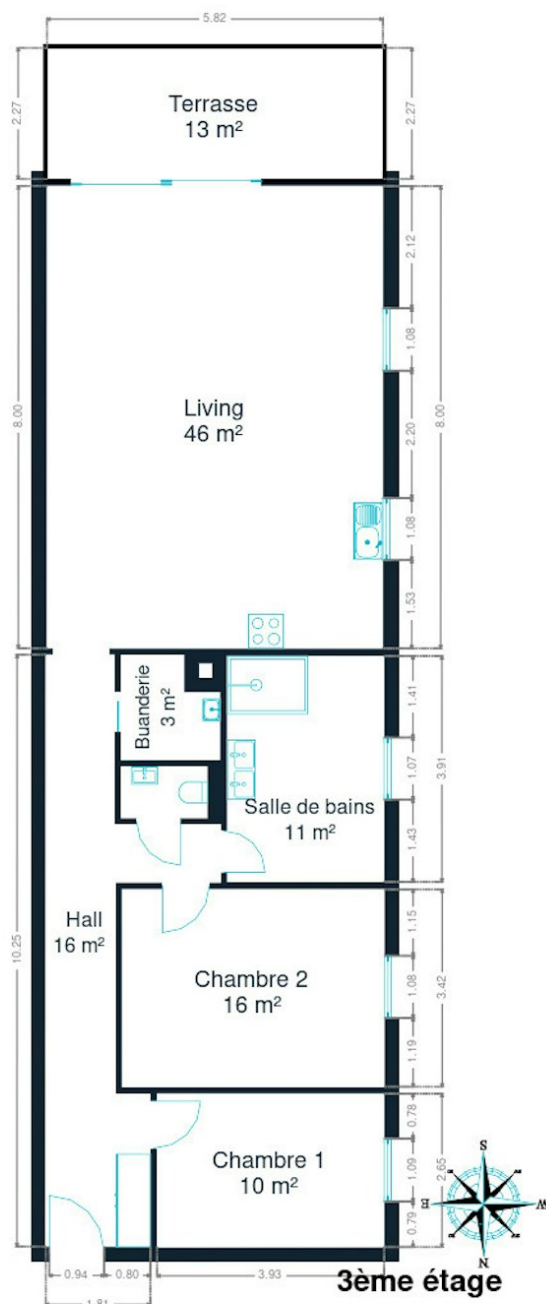 5.82
2.27
Terrasse
13 m²
2.27
2.12
1.08
8.00
Living
46 m²
2.20
8.00
1.08
1.53
Buanderie
3 m²
1.41
1.07
3.91
Salle de bains
11 m²
1.43
10.25
Hall
16 m²
1.15
Chambre 2
16 m²
1.08
3.42
1.19
0.78
Chambre 1
10 m²
1.09
2.65
0.79
S
E
W
N
0.94
0.80
3.93
1.81
3ème étage